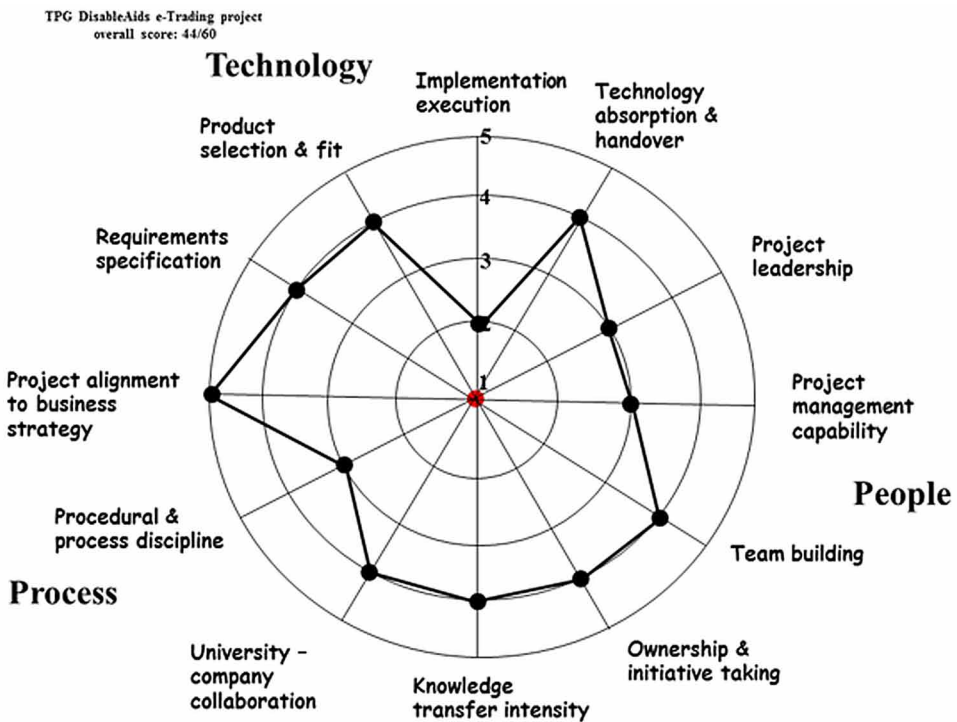 TPG DisableAids e-Trading project
overall score: 44/60
Technology
Implementation
execution
Technology
absorption &
handover
Product
selection & fit
5
4
Requirements
specification
3
Project
leadership
2
1
Project alignment
to business
strategy
Project
management
capability
People
Procedural &
process discipline
Team building
Process
University –
company
collaboration
Ownership &
initiative taking
Knowledge
transfer intensity